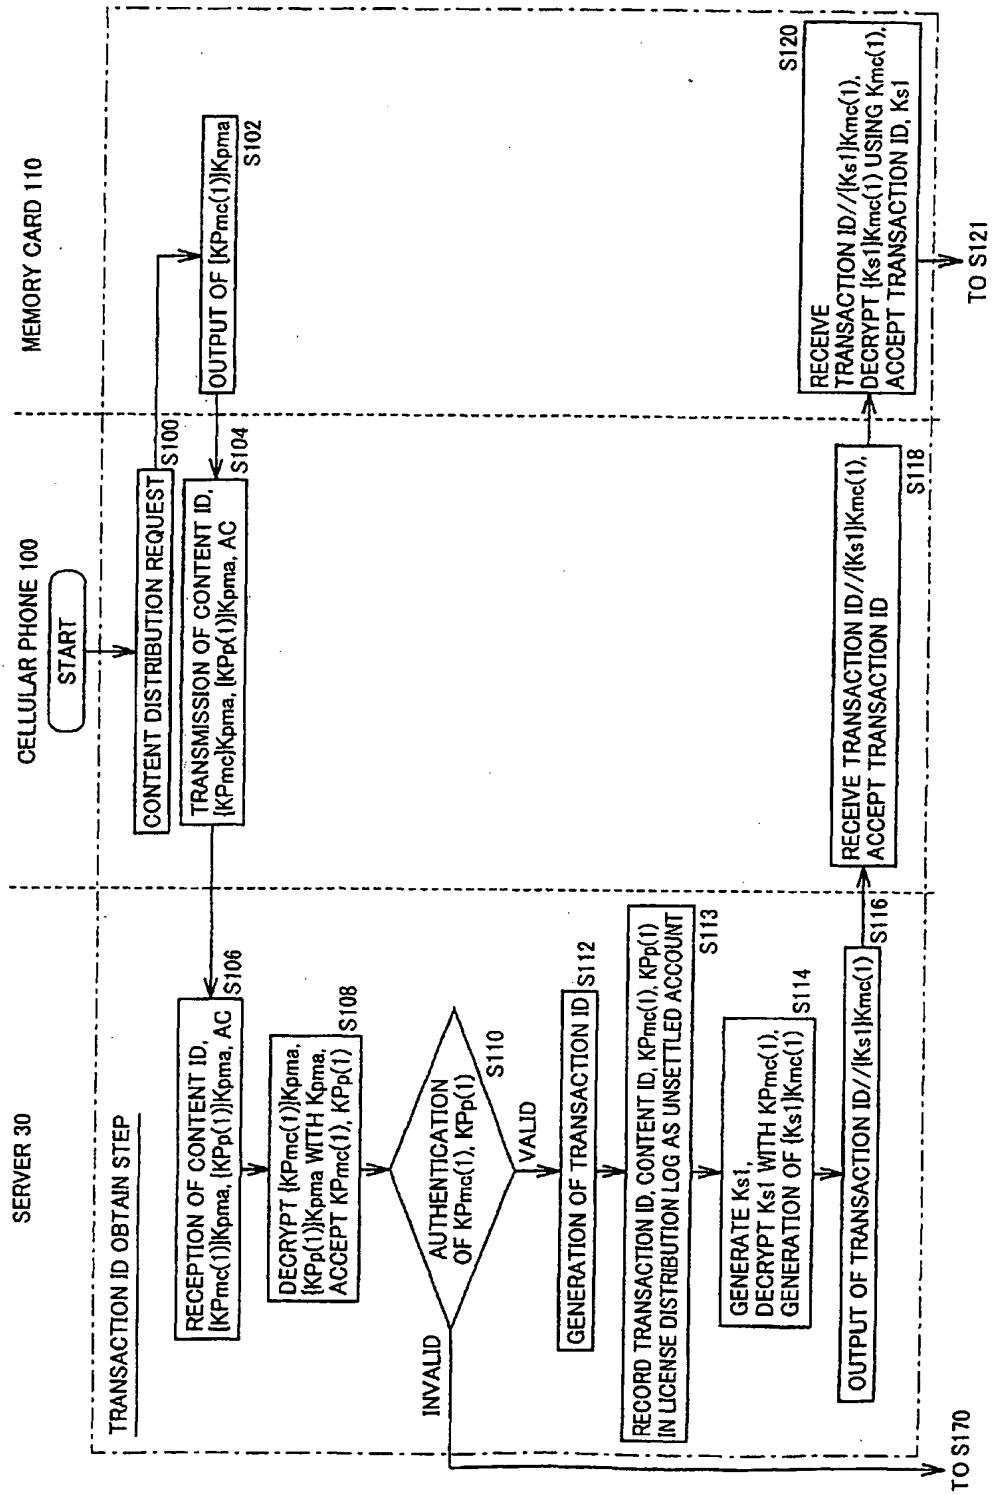 SERVER 30
CELLULAR PHONE 100
MEMORY CARD 110
START
TRANSACTION ID OBTAIN STEP
CONTENT DISTRIBUTION REQUEST
S100
OUTPUT OF {KPmc(1)}Kpma
S102
TRANSMISSION OF CONTENT ID,
{KPmc}Kpma, {KPp(1)}Kpma, AC
S104
RECEPTION OF CONTENT ID,
{KPmc(1)}Kpma, {KPp(1)}Kpma, AC
S106
DECRYPT {KPmc(1)}Kpma,
{KPp(1)}Kpma WITH Kpma,
ACCEPT KPmc(1), KPp(1)
S108
AUTHENTICATION
OF KPmc(1), KPp(1)
S110
INVALID
VALID
GENERATION OF TRANSACTION ID
S112
RECORD TRANSACTION ID, CONTENT ID, KPmc(1), KPp(1)
IN LICENSE DISTRIBUTION LOG AS UNSETTLED ACCOUNT
S113
GENERATE Ks1,
DECRYPT Ks1 WITH KPmc(1),
GENERATION OF {Ks1}Kmc(1)
S114
OUTPUT OF TRANSACTION ID//{Ks1}Kmc(1)
S116
RECEIVE TRANSACTION ID//{Ks1}Kmc(1),
ACCEPT TRANSACTION ID
S118
RECEIVE
TRANSACTION ID//{Ks1}Kmc(1),
DECRYPT {Ks1}Kmc(1) USING Kmc(1),
ACCEPT TRANSACTION ID, Ks1
S120
TO S170
TO S121